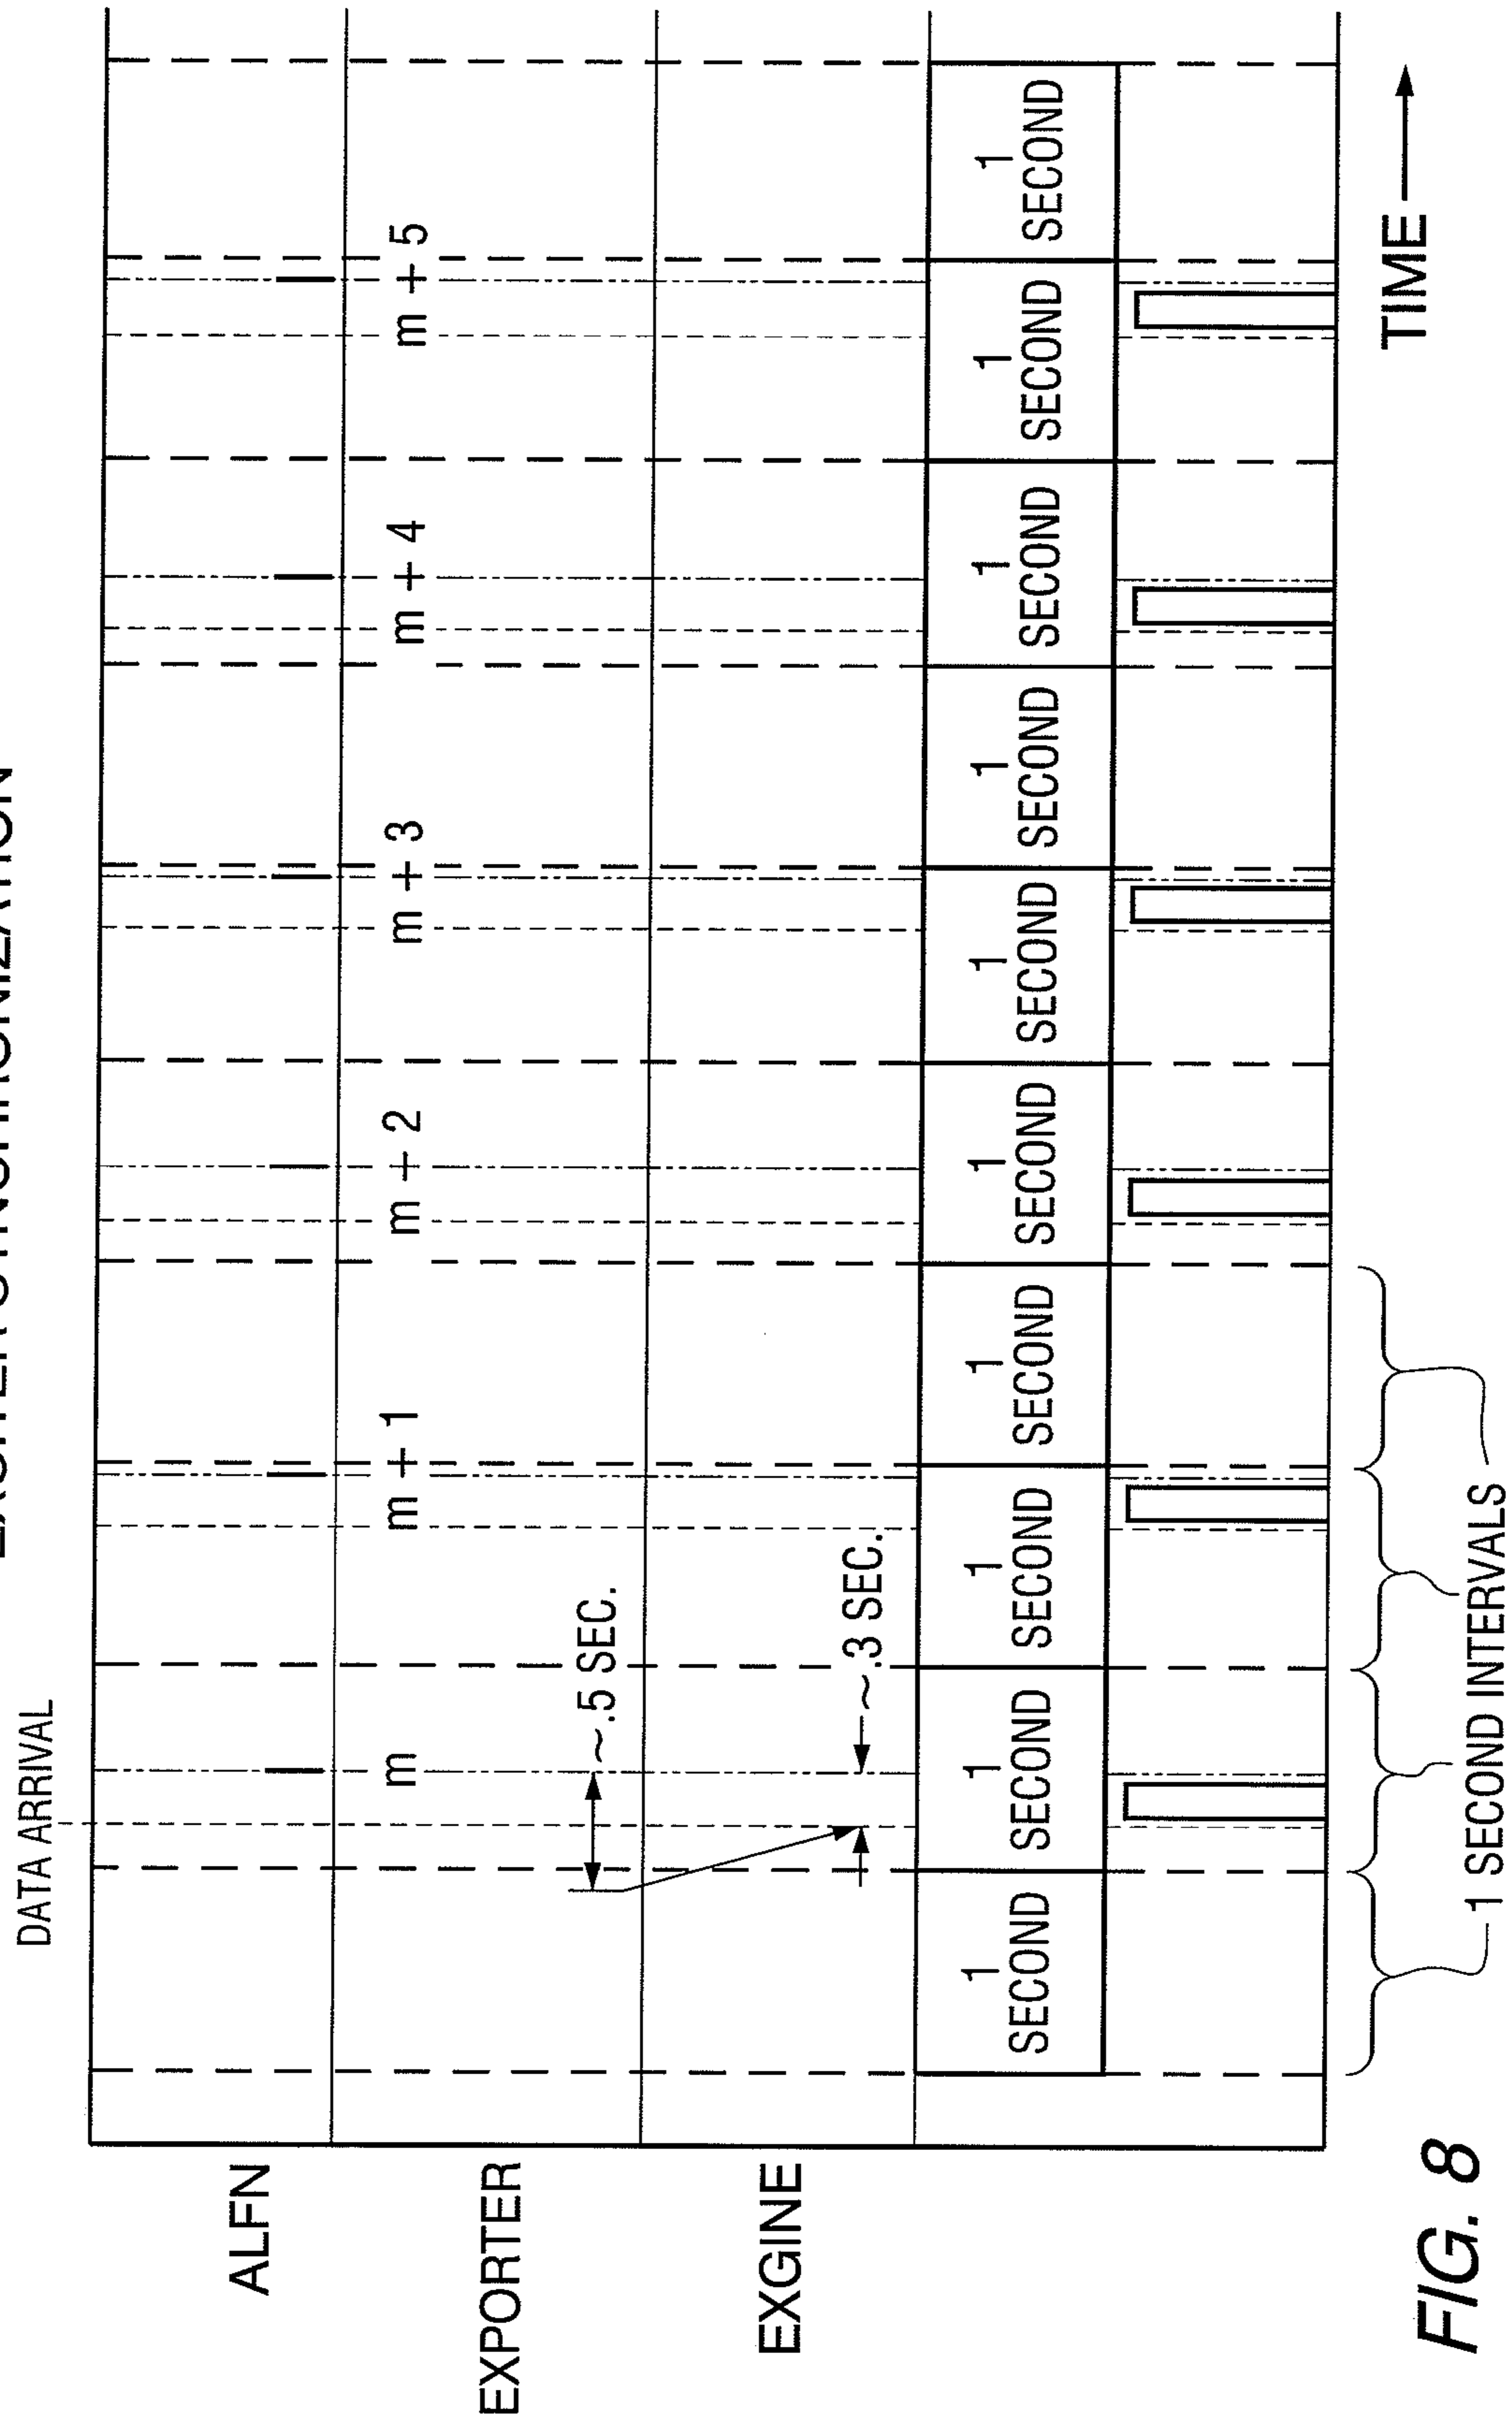 EXCITER SYNCHRONIZATION
DATA ARRIVAL
ALFN
m
m + 1
m + 2
m + 3
m + 4
m + 5
EXPORTER
~.5 SEC.
EXGINE
~.3 SEC.
1
SECOND
1
SECOND
1
SECOND
1
SECOND
1
SECOND
1
SECOND
1
SECOND
1
SECOND
1
SECOND
1
SECOND
TIME
1 SECOND INTERVALS
FIG. 8